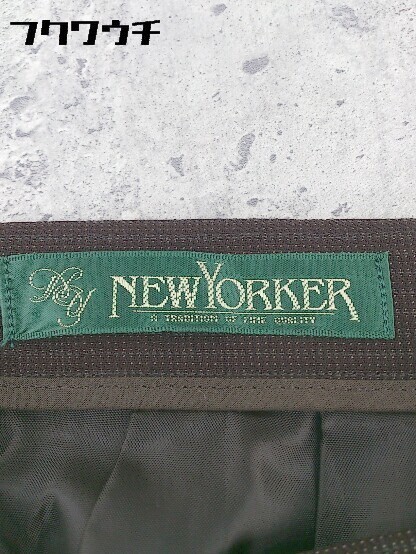 フクワウチ
NEWYORKER
A TRADITION OF FINE QUALITY